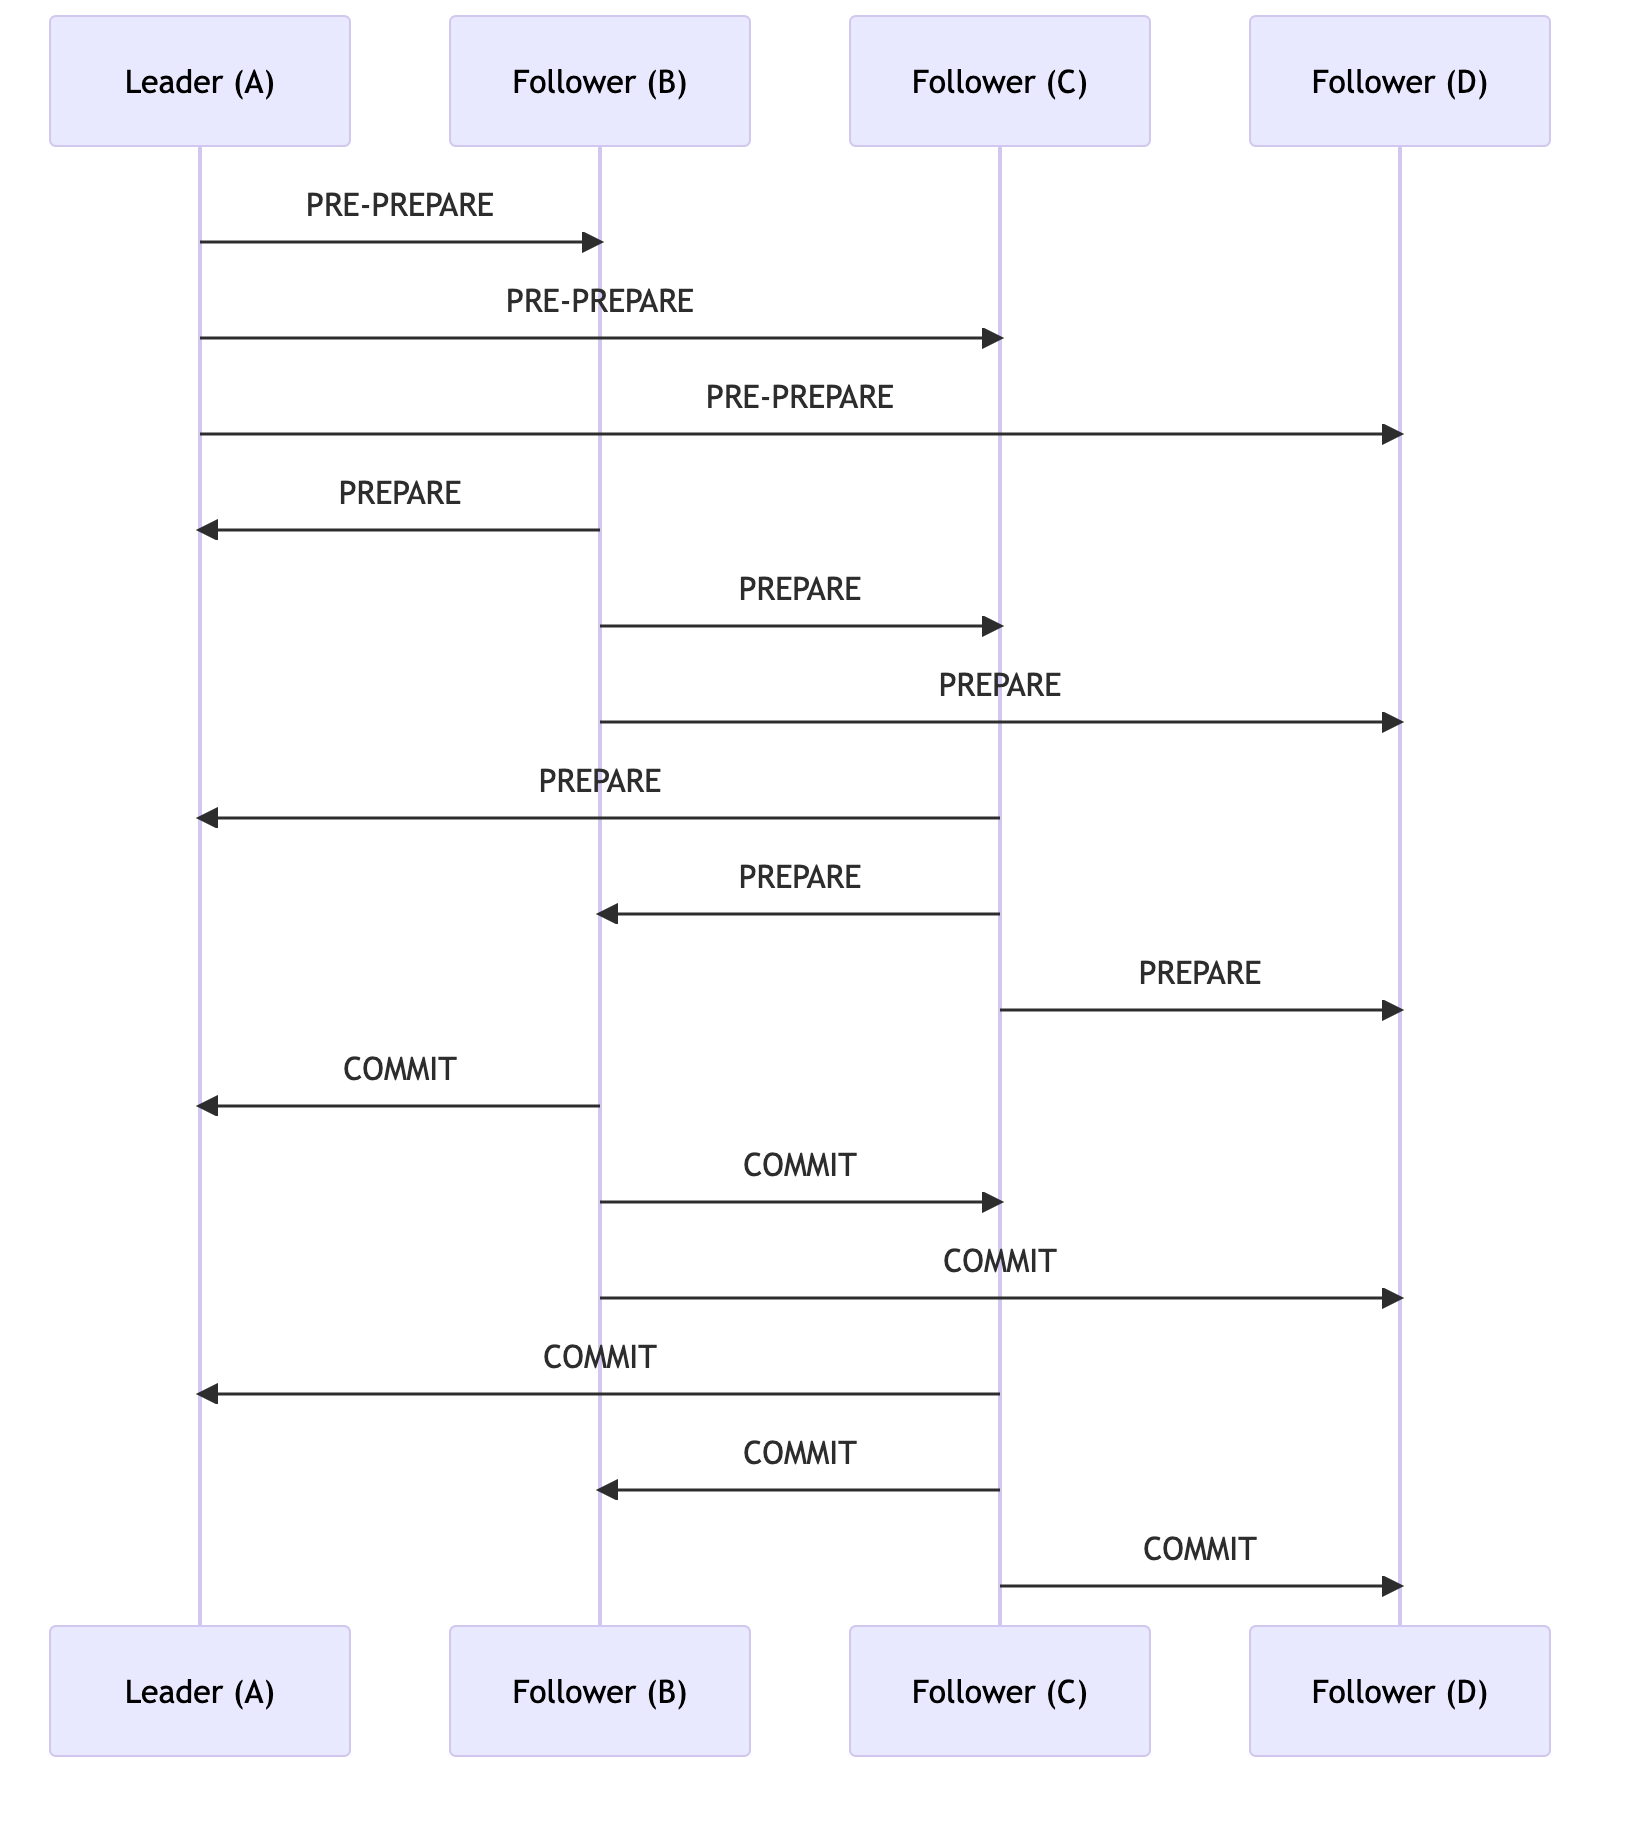 Leader (A)
Follower (B)
Follower (C)
Follower (D)
PRE-PREPARE
PRE-PREPARE
PRE-PREPARE
PREPARE
PREPARE
PREPARE
PREPARE
PREPARE
PREPARE
COMMIT
COMMIT
COMMIT
COMMIT
COMMIT
COMMIT
Leader (A)
Follower (B)
Follower (C)
Follower (D)